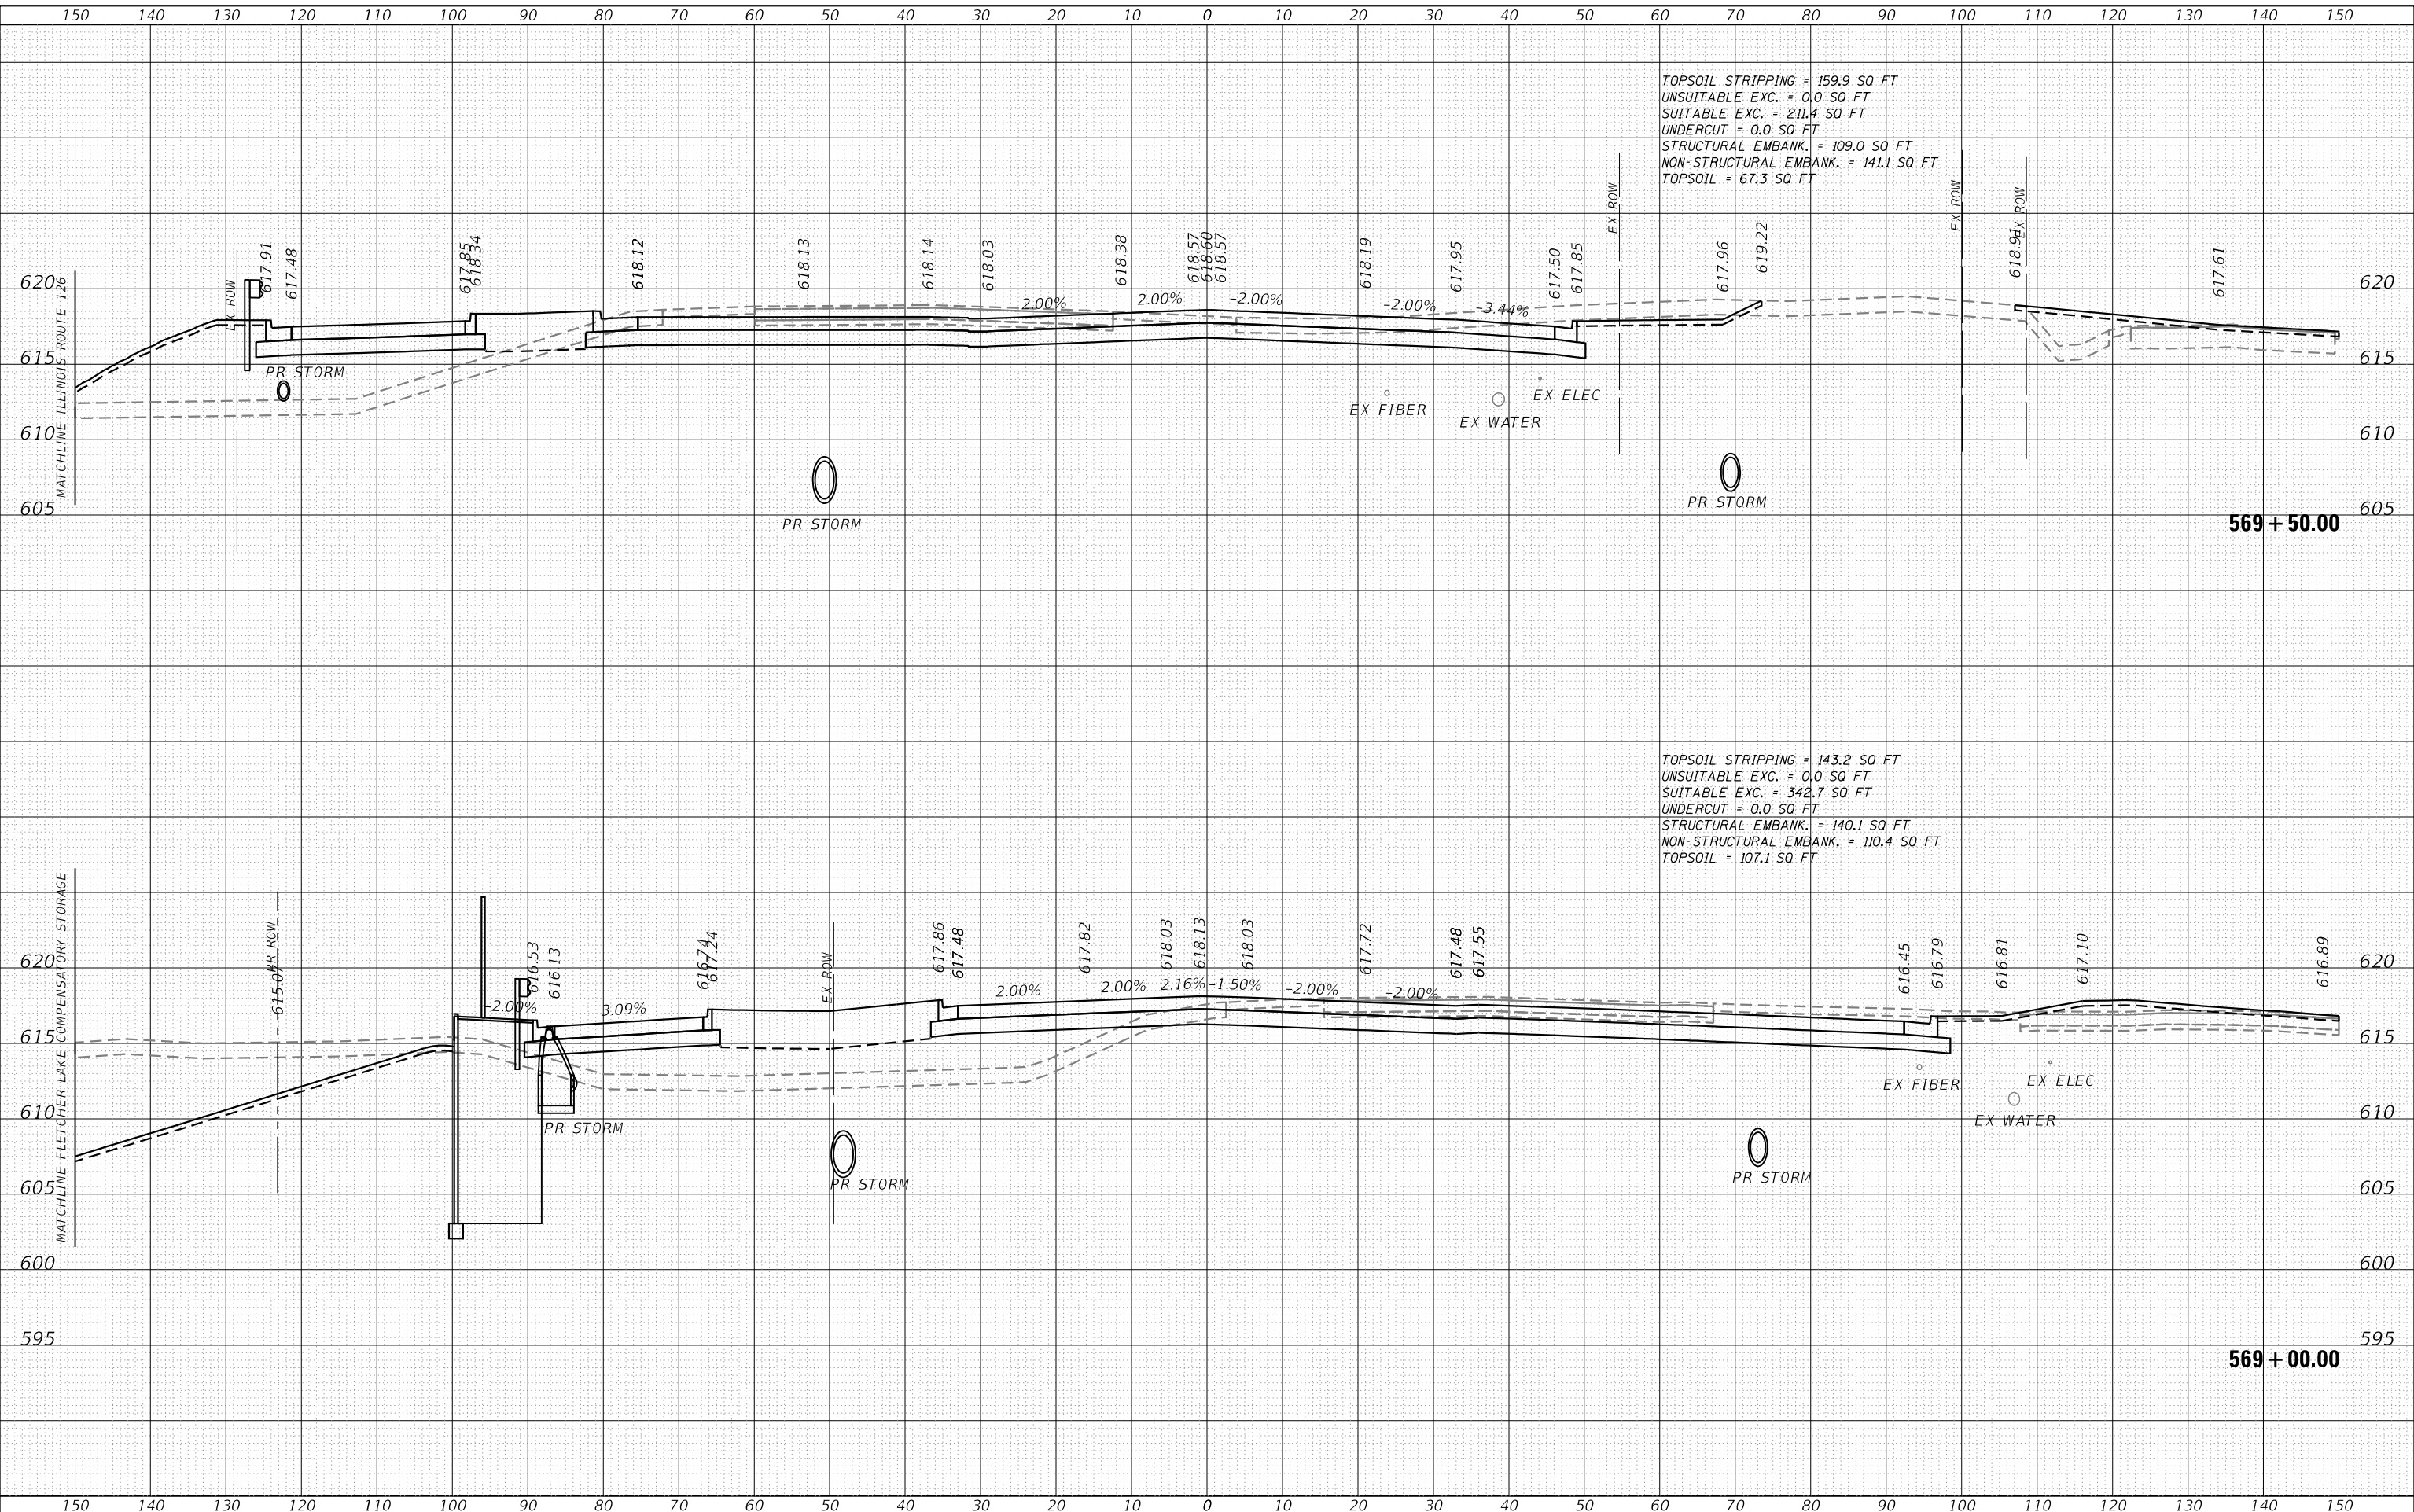 150 140 130 120 110 100 90 80 70 60 50 40 30 20 10 0 10 20 30 40 50 60 70 80 90 100 110 120 130 140 150
TOPSOIL STRIPPING = 159.9 SQ FT
UNSUITABLE EXC. = 0.0 SQ FT
SUITABLE EXC. = 211.4 SQ FT
UNDERCUT = 0.0 SQ FT
STRUCTURAL EMBANK. = 109.0 SQ FT
NON-STRUCTURAL EMBANK. = 141.1 SQ FT
TOPSOIL = 67.3 SQ FT
MATCHLINE ILLINOIS ROUTE 126
EX ROW
617.91
617.48
617.85
618.34
618.12
618.13
618.14
618.03
618.38
618.57
618.60
618.57
618.19
617.95
617.50
617.85
EX ROW
617.96
619.22
EX ROW
618.91
EX ROW
617.61
620 620
2.00% 2.00% -2.00% -2.00% -3.44%
615 615
PR STORM
EX FIBER
EX WATER
EX ELEC
610 610
PR STORM
PR STORM
605 605
569+50.00
TOPSOIL STRIPPING = 143.2 SQ FT
UNSUITABLE EXC. = 0.0 SQ FT
SUITABLE EXC. = 342.7 SQ FT
UNDERCUT = 0.0 SQ FT
STRUCTURAL EMBANK. = 140.1 SQ FT
NON-STRUCTURAL EMBANK. = 110.4 SQ FT
TOPSOIL = 107.1 SQ FT
MATCHLINE FLETCHER LAKE COMPENSATORY STORAGE
PR ROW
615.07
616.53
616.13
616.74
617.24
EX ROW
617.86
617.48
617.82
618.03
618.13
618.03
617.72
617.48
617.55
616.45
616.79
616.81
617.10
616.89
620 620
-2.00% 3.09% 2.00% 2.00% 2.16% -1.50% -2.00% -2.00%
615 615
EX FIBER
EX ELEC
EX WATER
610 610
PR STORM
PR STORM
PR STORM
605 605
600 600
595 595
569+00.00
150 140 130 120 110 100 90 80 70 60 50 40 30 20 10 0 10 20 30 40 50 60 70 80 90 100 110 120 130 140 150